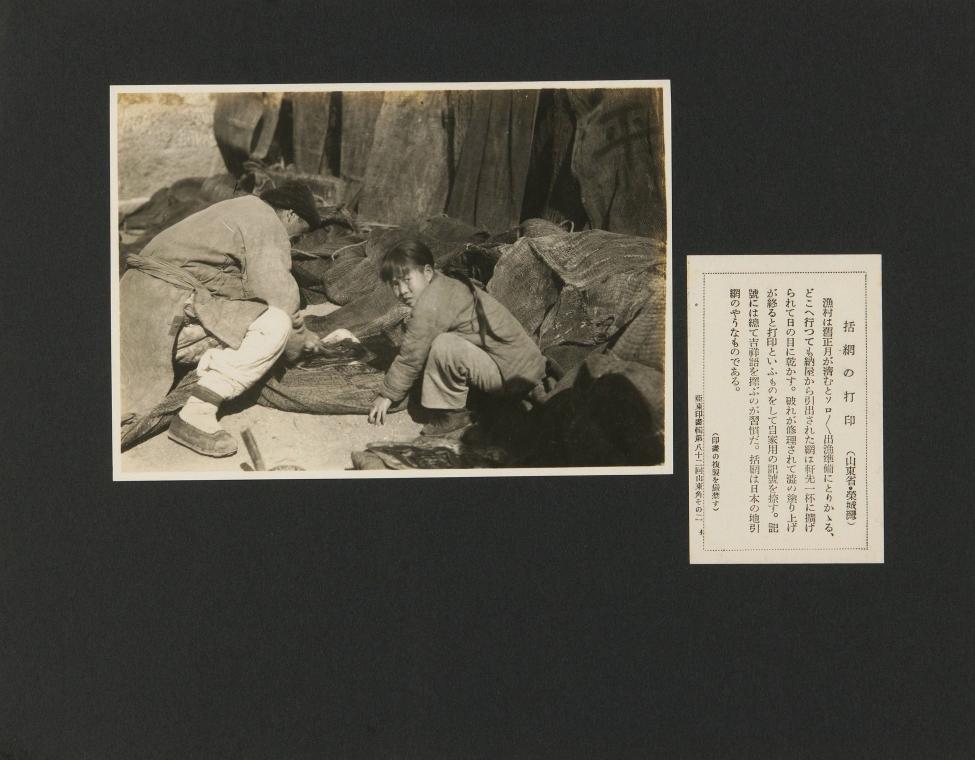 平
括網の打印 (山東省・榮城灣)
漁村は舊正月が濟むとソロ〱出漁準備にとりかゝる、
どこへ行つても納屋から引出された網は軒先一杯に擴げ
られて日の目に乾かす。破れが修理されて澁の塗り上げ
が終ると打印といふものをして自家用の記號を捺す。記
號には總て吉祥語を擇ぶのが習慣だ。括網は日本の地引
網のやうなものである。
(印畫の複製を嚴禁す)
亞東印畫輯第八十二回山東角その二